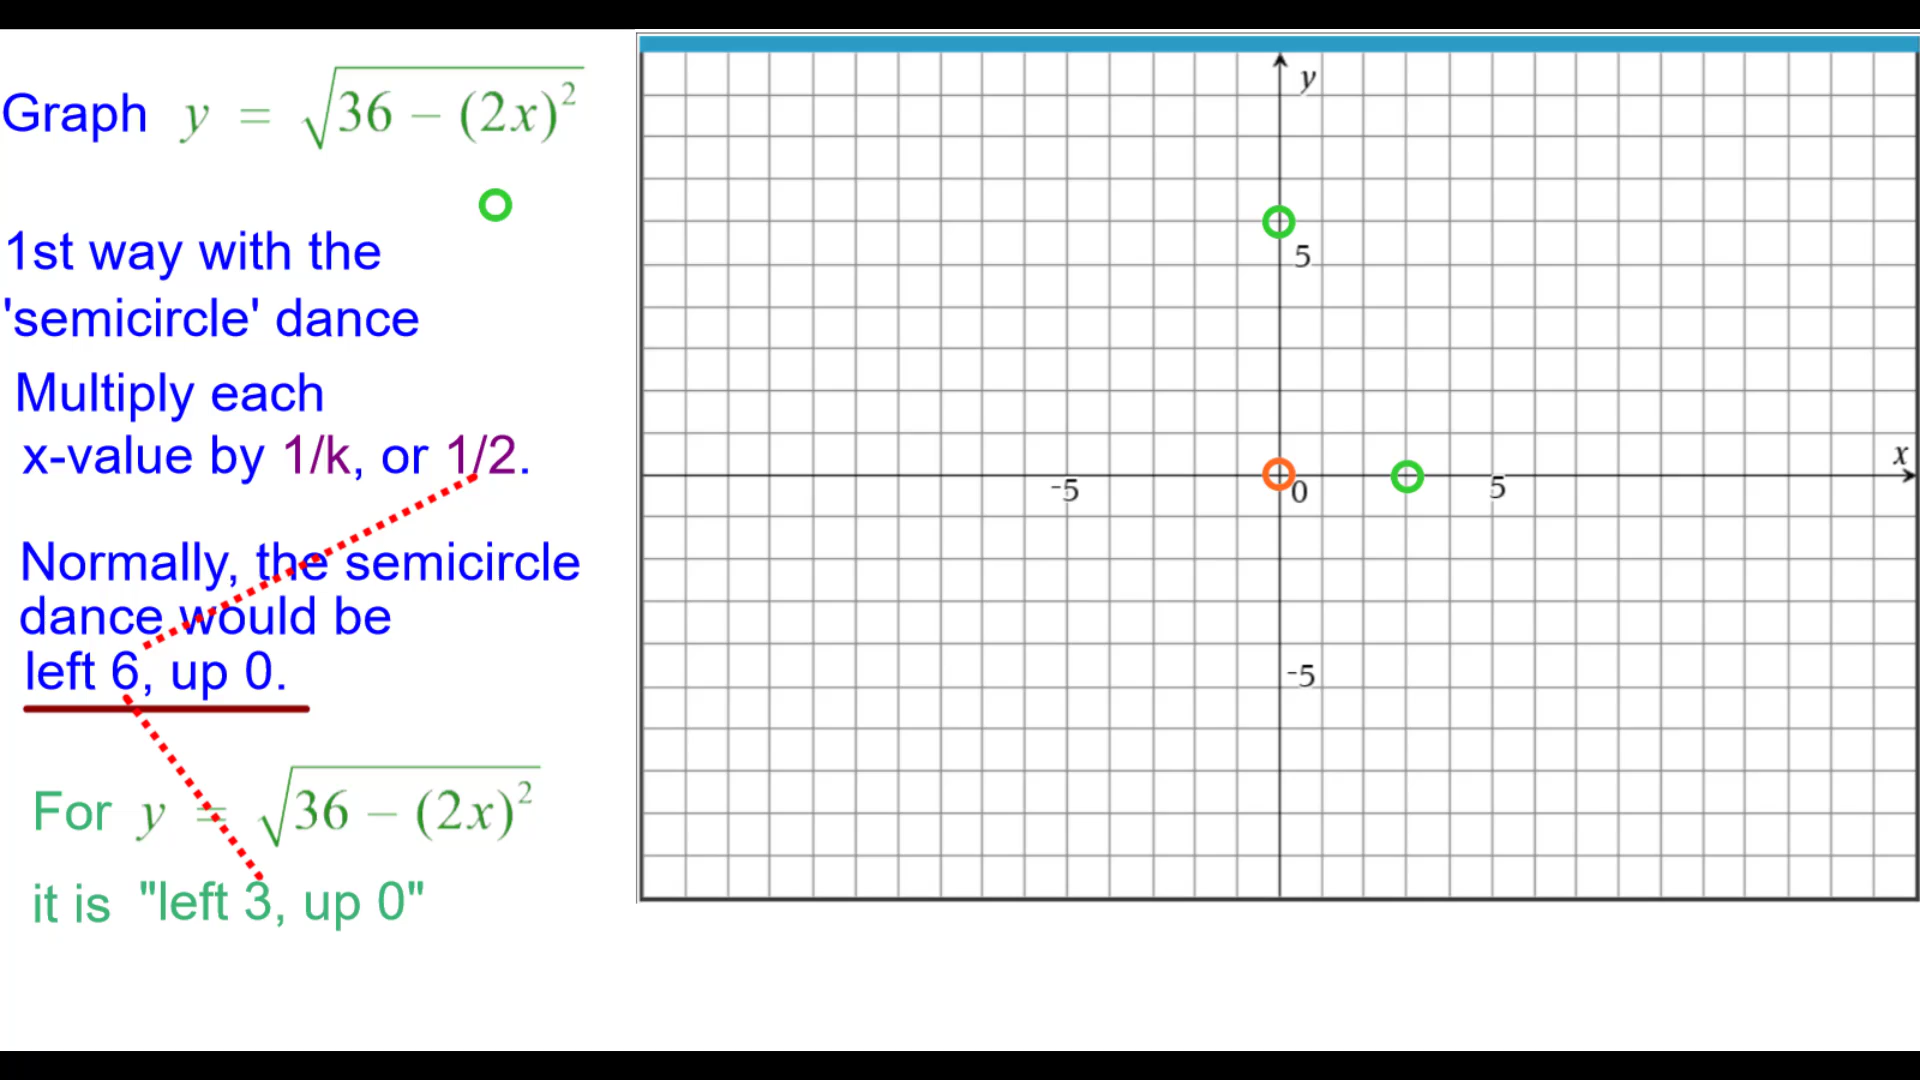 Graph y = √36 − (2x)²
1st way with the
'semicircle' dance
Multiply each
x-value by 1/k, or 1/2.
Normally, the semicircle
dance would be
left 6, up 0.
For y = √36 − (2x)²
it is "left 3, up 0"
y
5
x
-5
0
5
-5